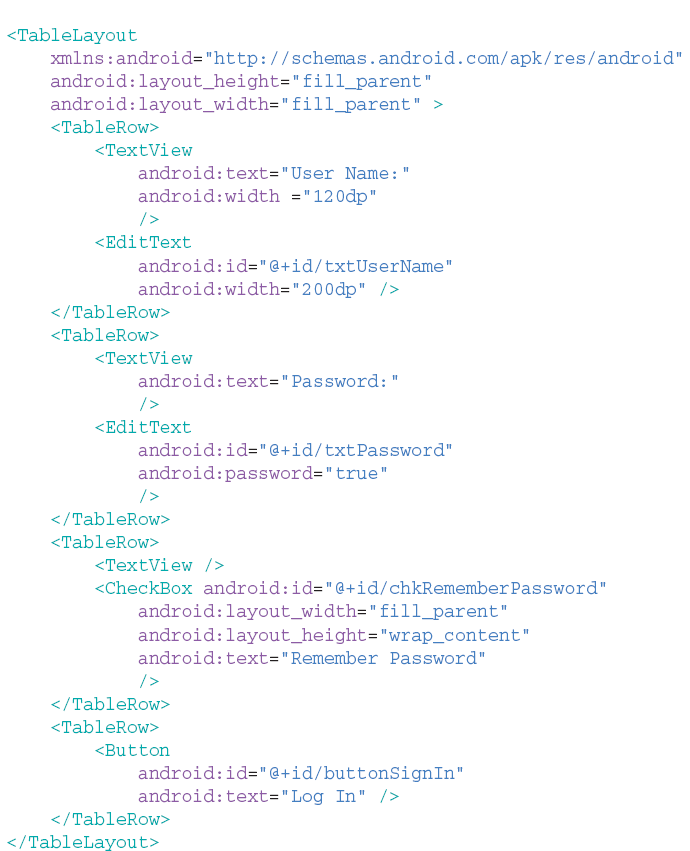 <TableLayout
    xmlns:android="http://schemas.android.com/apk/res/android"
    android:layout_height="fill_parent"
    android:layout_width="fill_parent" >
    <TableRow>
        <TextView
            android:text="User Name:"
            android:width ="120dp"
            />
        <EditText
            android:id="@+id/txtUserName"
            android:width="200dp" />
    </TableRow>
    <TableRow>
        <TextView
            android:text="Password:"
            />
        <EditText
            android:id="@+id/txtPassword"
            android:password="true"
            />
    </TableRow>
    <TableRow>
        <TextView />
        <CheckBox android:id="@+id/chkRememberPassword"
            android:layout_width="fill_parent"
            android:layout_height="wrap_content"
            android:text="Remember Password"
            />
    </TableRow>
    <TableRow>
        <Button
            android:id="@+id/buttonSignIn"
            android:text="Log In" />
    </TableRow>
</TableLayout>